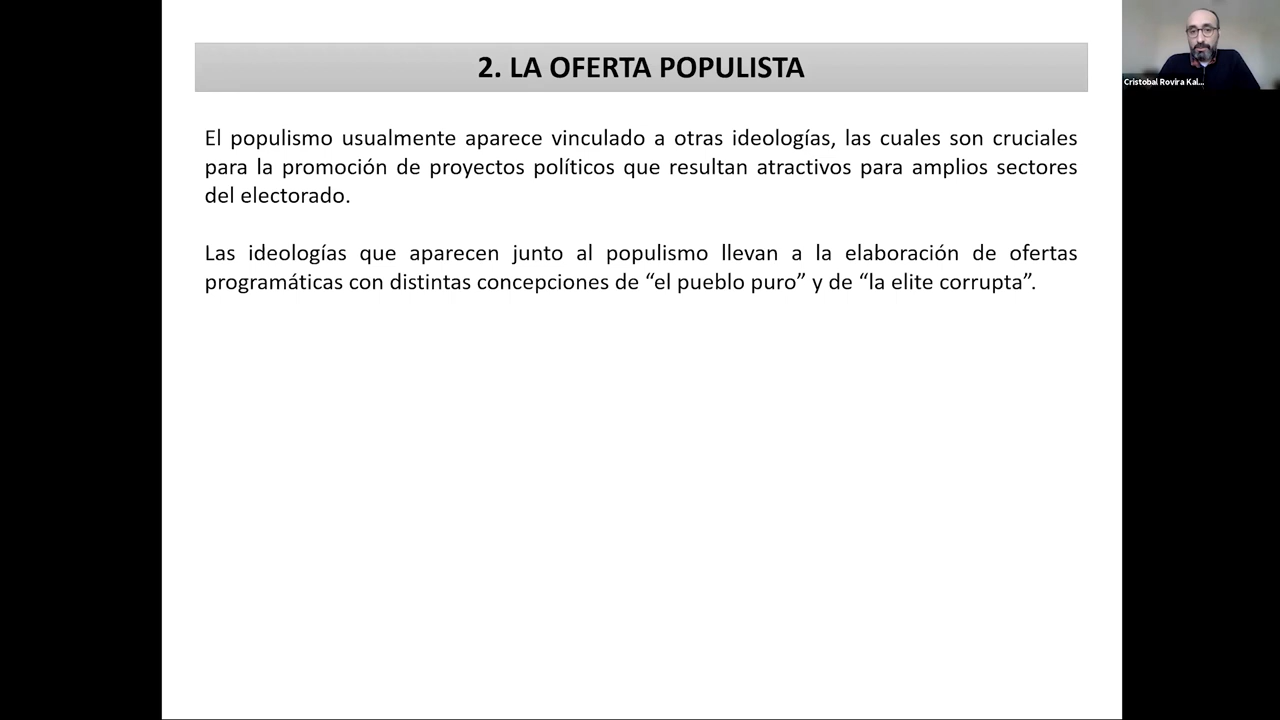 2. LA OFERTA POPULISTA
El populismo usualmente aparece vinculado a otras ideologías, las cuales son cruciales
para la promoción de proyectos políticos que resultan atractivos para amplios sectores
del electorado.
Las ideologías que aparecen junto al populismo llevan a la elaboración de ofertas
programáticas con distintas concepciones de “el pueblo puro” y de “la elite corrupta”.
Cristobal Rovira Kal...